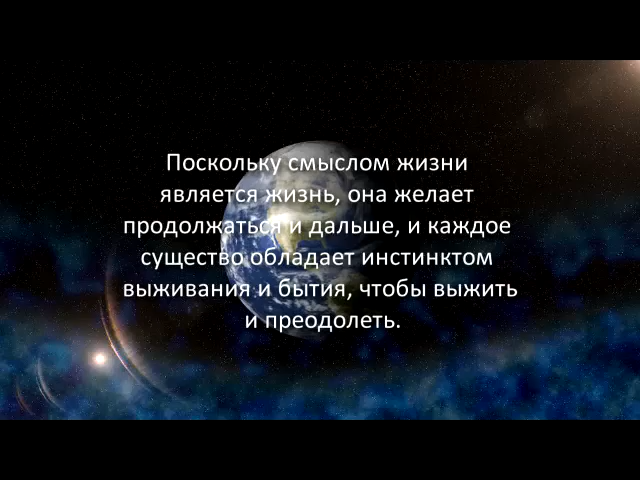 Поскольку смыслом жизни
является жизнь, она желает
продолжаться и дальше, и каждое
существо обладает инстинктом
выживания и бытия, чтобы выжить
и преодолеть.